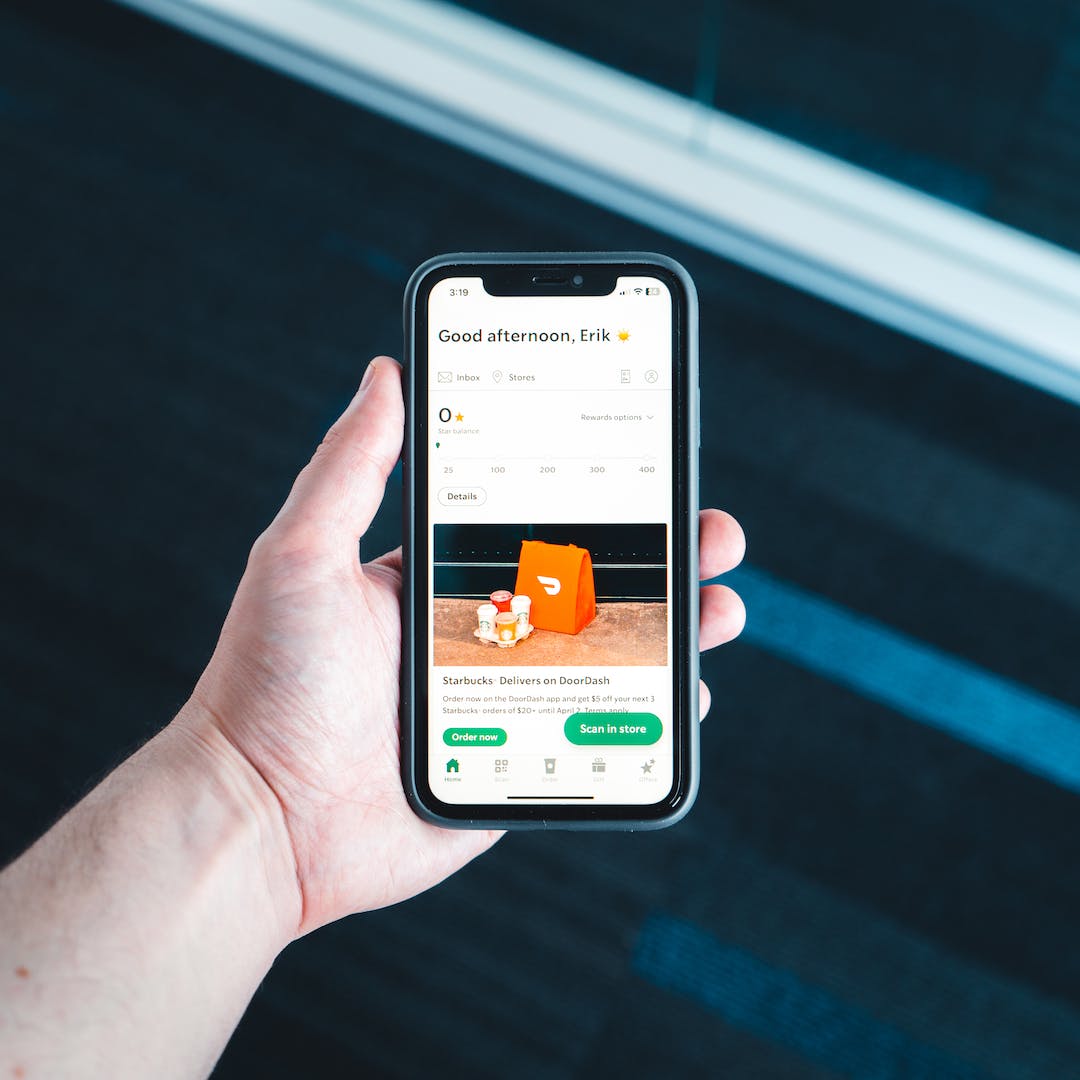 3:19
24
Good afternoon, Erik
Inbox Stores
0
Star balance
Rewards options
25 100 200 300 400
Details
Starbucks® Delivers on DoorDash
Order now on the DoorDash app and get $5 off your next 3
Starbucks® orders of $20+ until April 2. Terms apply.
Order now
Scan in store
Home Scan Order Gift Offers